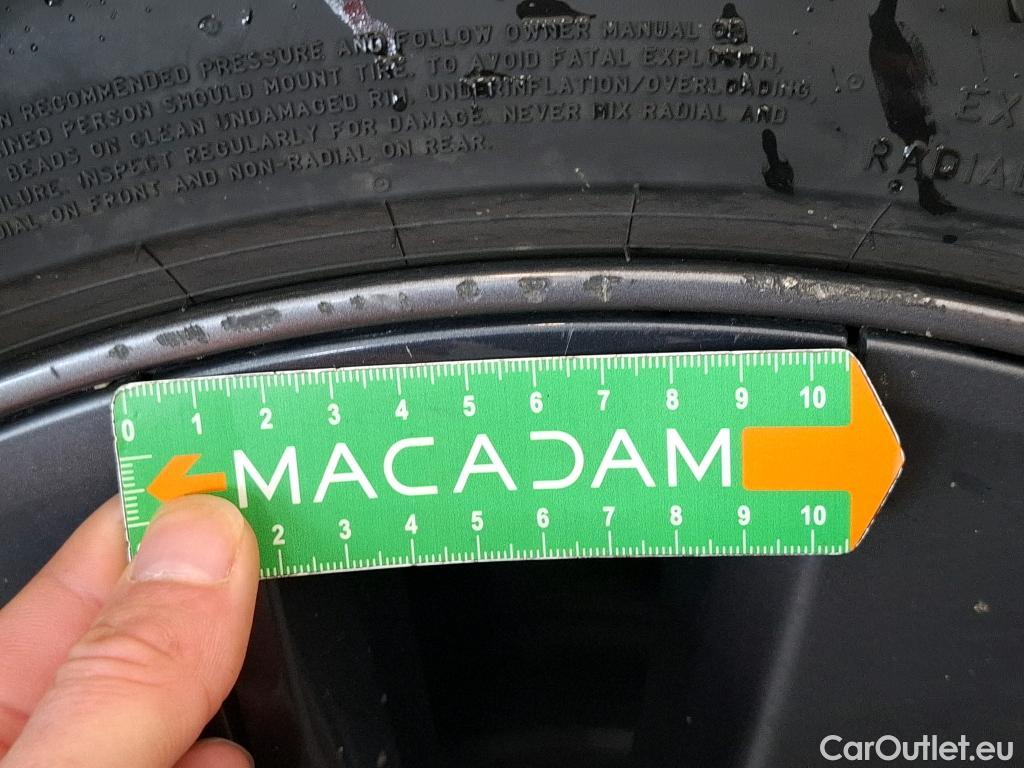 N RECOMMENDED PRESSURE AND FOLLOW OWNER MANUAL OR
INED PERSON SHOULD MOUNT TIRE. TO AVOID FATAL EXPLOSION,
BEADS ON CLEAN UNDAMAGED RIM. UNDERINFLATION/OVERLOADING,
ILURE. INSPECT REGULARLY FOR DAMAGE. NEVER MIX RADIAL AND
DIAL ON FRONT AND NON-RADIAL ON REAR.
EX
RADIAL
0 1 2 3 4 5 6 7 8 9 10
MACADAM
2 3 4 5 6 7 8 9 10
CarOutlet.eu